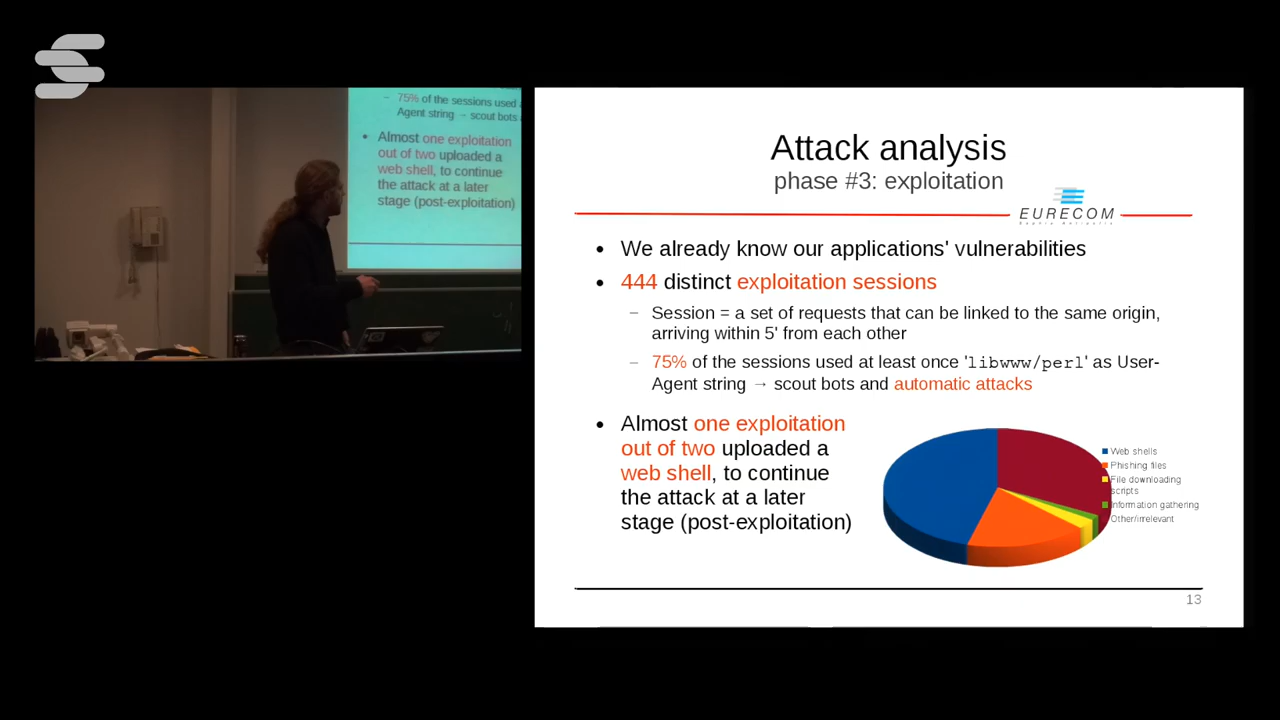 75% of the sessions used
Agent string → scout bots
Almost one exploitation
out of two uploaded a
web shell, to continue
the attack at a later
stage (post-exploitation)
Attack analysis
phase #3: exploitation
EURECOM
We already know our applications' vulnerabilities
444 distinct exploitation sessions
Session = a set of requests that can be linked to the same origin,
arriving within 5' from each other
75% of the sessions used at least once 'libwww/perl' as User-
Agent string → scout bots and automatic attacks
Almost one exploitation
out of two uploaded a
web shell, to continue
the attack at a later
stage (post-exploitation)
Web shells
Phishing files
File downloading
scripts
Information gathering
Other/irrelevant
13